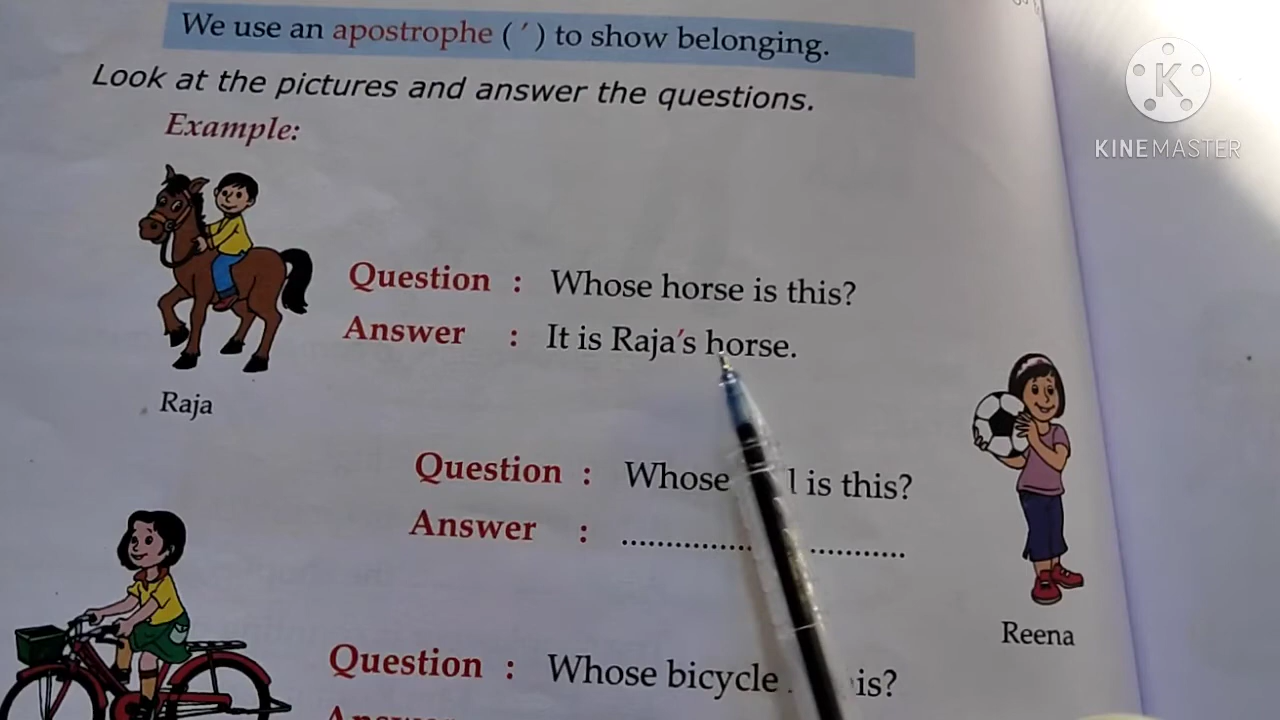 We use an apostrophe ( ′ ) to show belonging.
Look at the pictures and answer the questions.
Example:
Question : Whose horse is this?
Answer : It is Raja's horse.
Raja
Question : Whose is this?
Answer : ..............................
Reena
Question : Whose bicycle is?
KINEMASTER